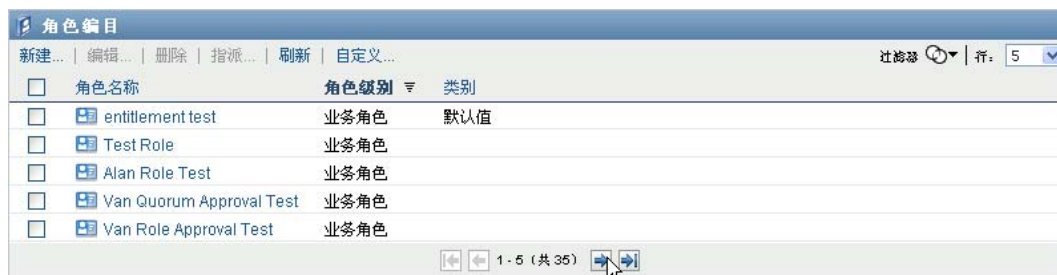 角色编目
新建... | 编辑... | 删除 | 指派... | 刷新 | 自定义... 过滤器 | 行: 5
角色名称 角色级别 类别
entitlement test 业务角色 默认值
Test Role 业务角色
Alan Role Test 业务角色
Van Quorum Approval Test 业务角色
Van Role Approval Test 业务角色
1 - 5 (共 35)